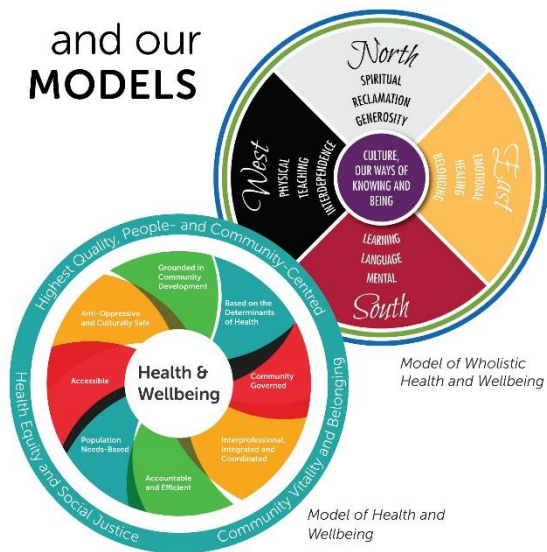 and our
MODELS
North
SPIRITUAL
RECLAMATION
GENEROSITY
West
PHYSICAL
TEACHING
INTERDEPENDENCE
CULTURE,
OUR WAYS OF
KNOWING AND
BEING
East
EMOTIONAL
HEALING
BELONGING
LEARNING
LANGUAGE
MENTAL
South
Model of Wholistic
Health and Wellbeing
Highest Quality, People- and Community-Centred
Health Equity and Social Justice
Community Vitality and Belonging
Grounded in
Community
Development
Based on the
Determinants
of Health
Community
Governed
Interprofessional,
Integrated and
Coordinated
Accountable
and Efficient
Population
Needs-Based
Accessible
Anti-Oppressive
and Culturally Safe
Health &
Wellbeing
Model of Health and
Wellbeing